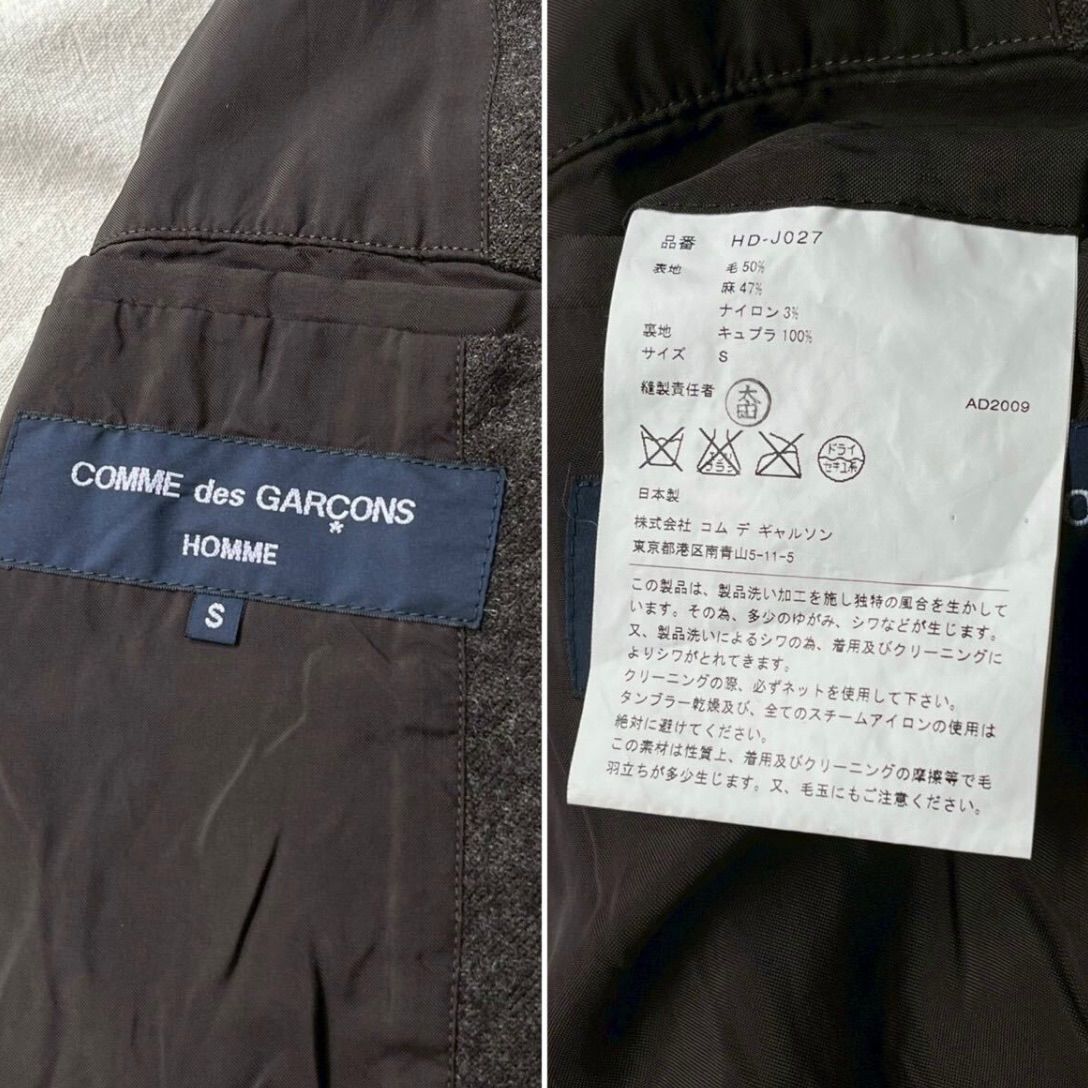 COMME des GARÇONS
HOMME
S
品番 HD-J027
表地 毛 50%
麻 47%
ナイロン 3%
裏地 キュプラ 100%
サイズ S
縫製責任者 太田
AD2009
ドライ
セキユ系
日本製
株式会社 コム デ ギャルソン
東京都港区南青山5-11-5
この製品は、製品洗い加工を施し独特の風合を生かして
います。その為、多少のゆがみ、シワなどが生じます。
又、製品洗いによるシワの為、着用及びクリーニングに
よりシワがとれてきます。
クリーニングの際、必ずネットを使用して下さい。
タンブラー乾燥及び、全てのスチームアイロンの使用は
絶対に避けてください。
この素材は性質上、着用及びクリーニングの摩擦等で毛
羽立ちが多少生じます。又、毛玉にもご注意ください。